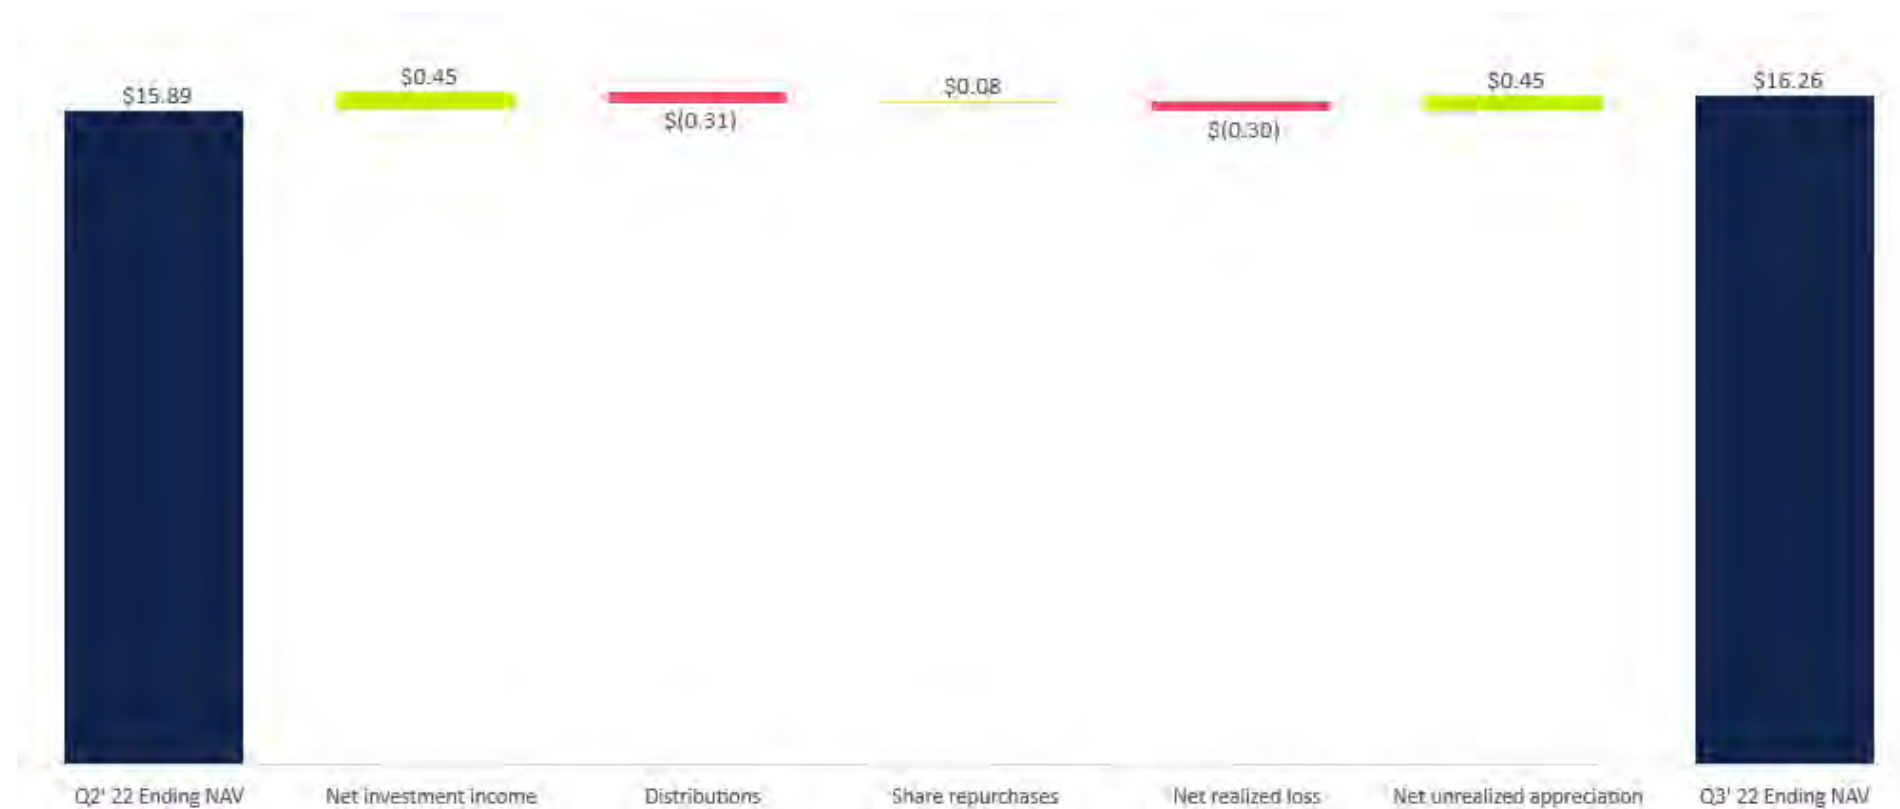 $15.89
$0.45
$(0.31)
$0.08
$(0.30)
$0.45
$16.26
Q2' 22 Ending NAV
Net investment income
Distributions
Share repurchases
Net realized loss
Net unrealized appreciation
Q3' 22 Ending NAV